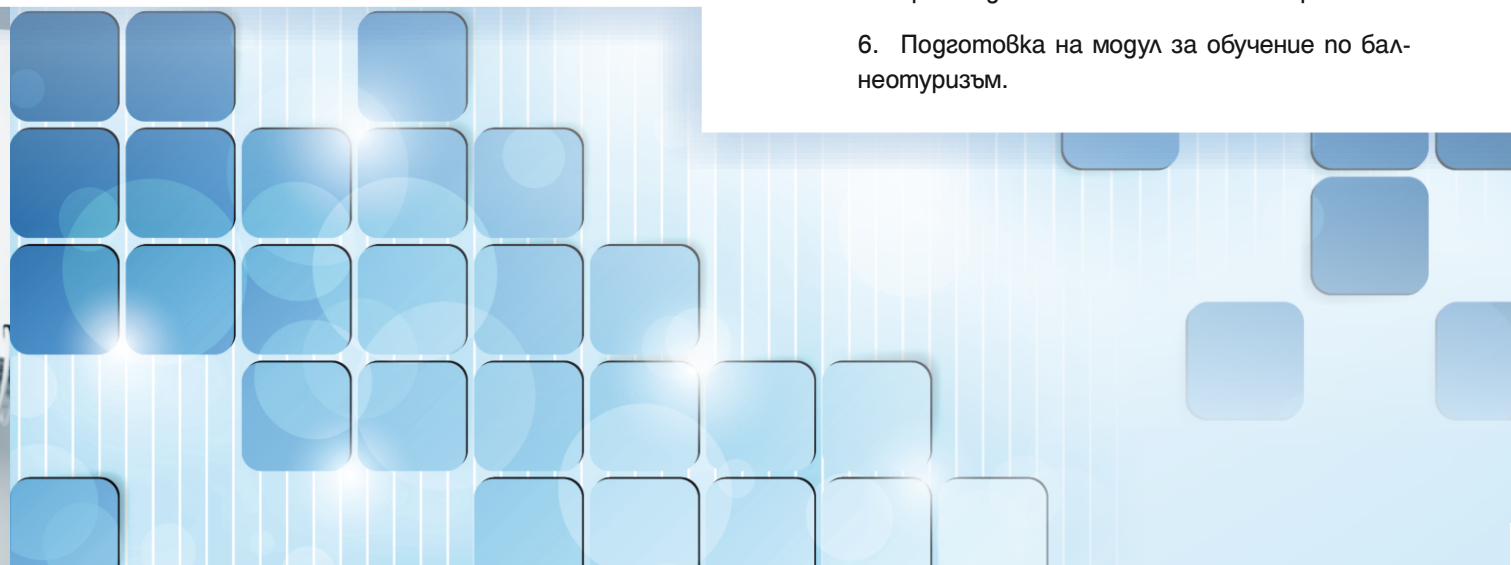 6. Подготовка на модул за обучение по бал-
неотуризъм.